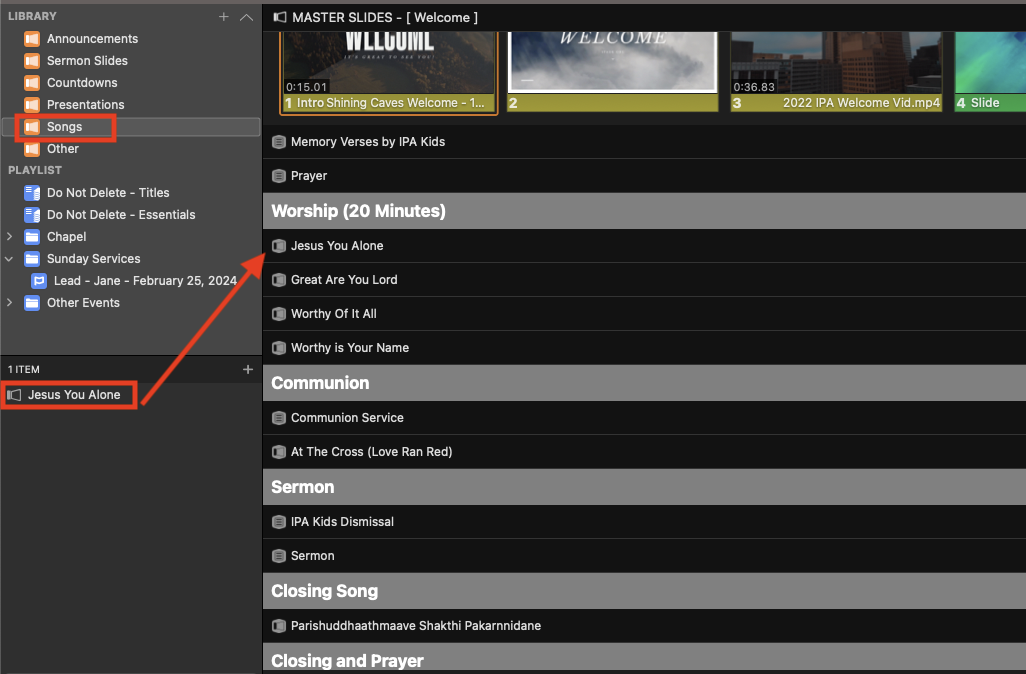 LIBRARY
Announcements
Sermon Slides
Countdowns
Presentations
Songs
Other
PLAYLIST
Do Not Delete - Titles
Do Not Delete - Essentials
Chapel
Sunday Services
Lead - Jane - February 25, 2024
Other Events
1 ITEM
Jesus You Alone
MASTER SLIDES - [ Welcome ]
WELCOME
IT'S GREAT TO SEE YOU!
0:15.01
1 Intro Shining Caves Welcome - 1...
WELCOME
2
0:36.83
3 2022 IPA Welcome Vid.mp4
4 Slide
Memory Verses by IPA Kids
Prayer
Worship (20 Minutes)
Jesus You Alone
Great Are You Lord
Worthy Of It All
Worthy is Your Name
Communion
Communion Service
At The Cross (Love Ran Red)
Sermon
IPA Kids Dismissal
Sermon
Closing Song
Parishuddhaathmaave Shakthi Pakarnnidane
Closing and Prayer